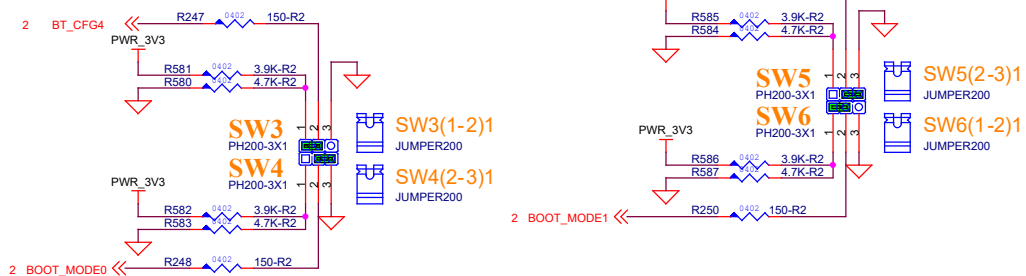 2 BT_CFG4 R247 0402 150-R2
PWR_3V3
R581 0402 3.9K-R2
R580 4.7K-R2
1 2 3
SW3
PH200-3X1
SW3(1-2)1
JUMPER200
SW4
PH200-3X1
1 2 3
SW4(2-3)1
JUMPER200
PWR_3V3
R582 0402 3.9K-R2
R583 4.7K-R2
0402
2 BOOT_MODE0 R248 150-R2
R585 0402 3.9K-R2
R584 4.7K-R2
1 2 3
SW5
PH200-3X1
SW5(2-3)1
JUMPER200
SW6
PH200-3X1
1 2 3
SW6(1-2)1
JUMPER200
PWR_3V3
R586 0402 3.9K-R2
R587 4.7K-R2
2 BOOT_MODE1 R250 0402 150-R2